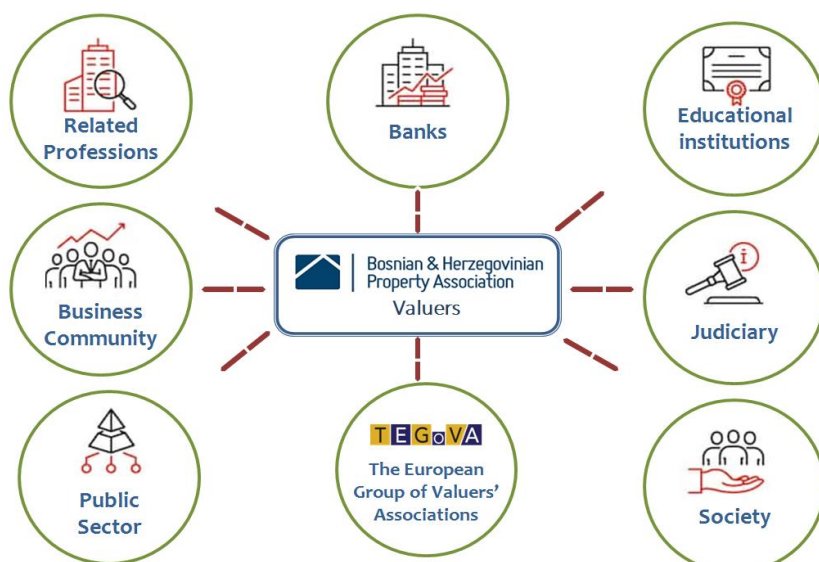 Related
Professions
Banks
Educational
institutions
Business
Community
Bosnian & Herzegovinian
Property Association
Valuers
Judiciary
Public
Sector
TEGoVA
The European
Group of Valuers’
Associations
Society